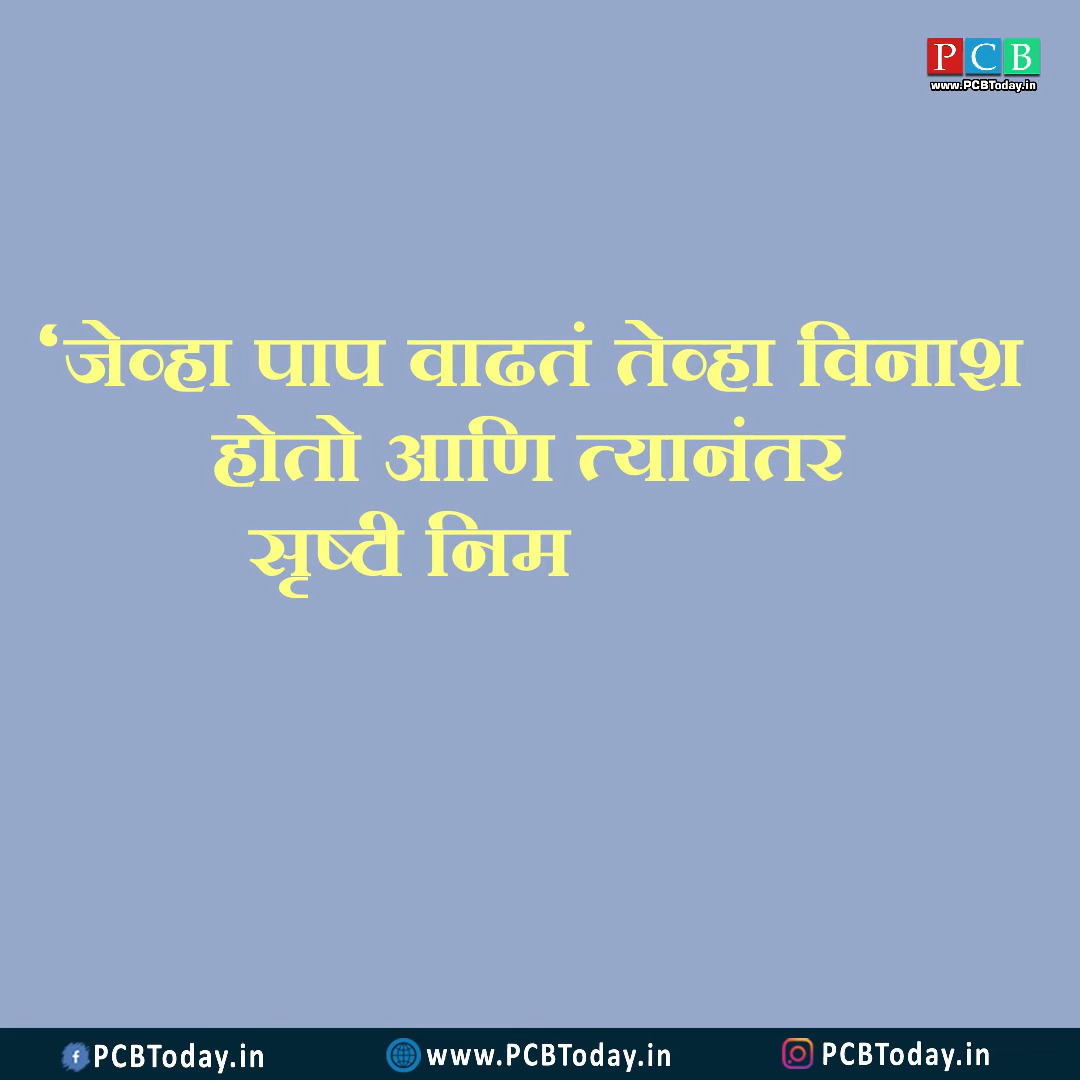 PCB
www.PCBToday.in
‘जेव्हा पाप वाढतं तेव्हा विनाश
होतो आणि त्यानंतर
सृष्टी निम
PCBToday.in www.PCBToday.in PCBToday.in